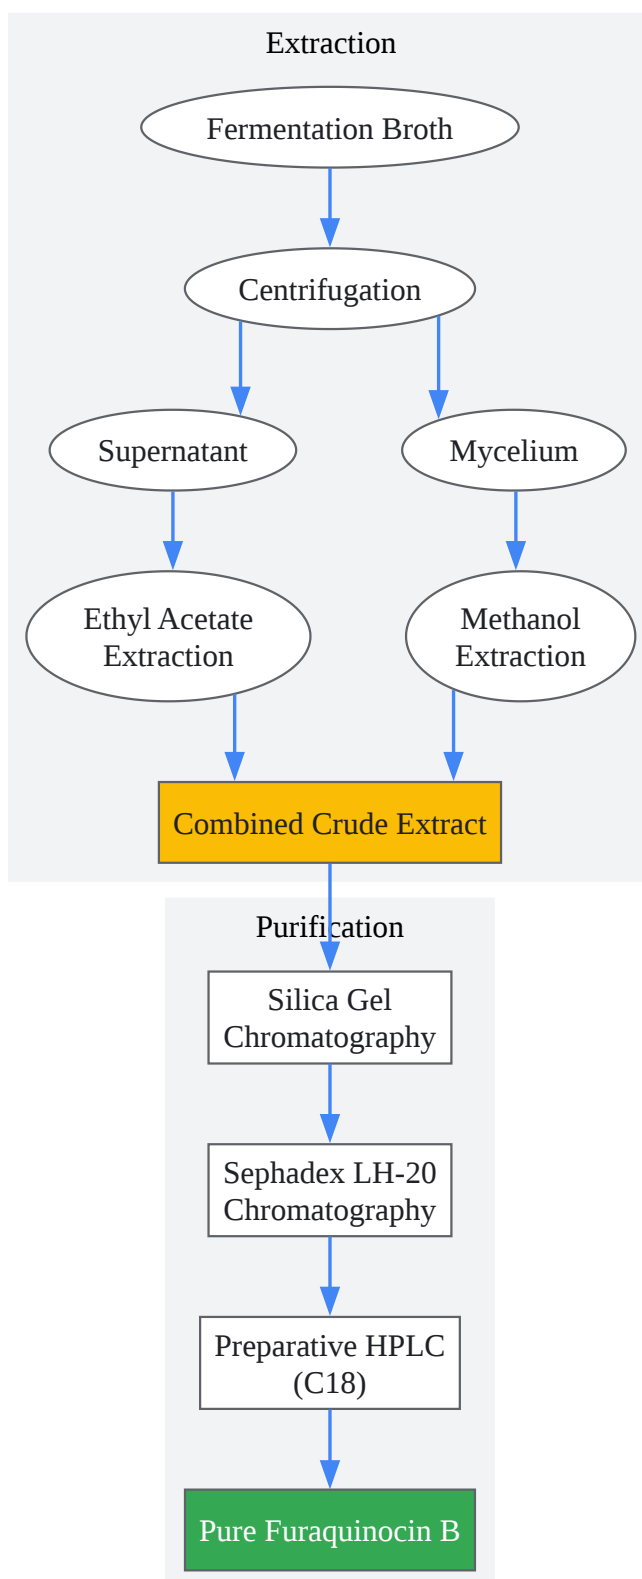 Extraction
Fermentation Broth
Centrifugation
Supernatant
Mycelium
Ethyl Acetate
Extraction
Methanol
Extraction
Combined Crude Extract
Purification
Silica Gel
Chromatography
Sephadex LH-20
Chromatography
Preparative HPLC
(C18)
Pure Furaquinocin B